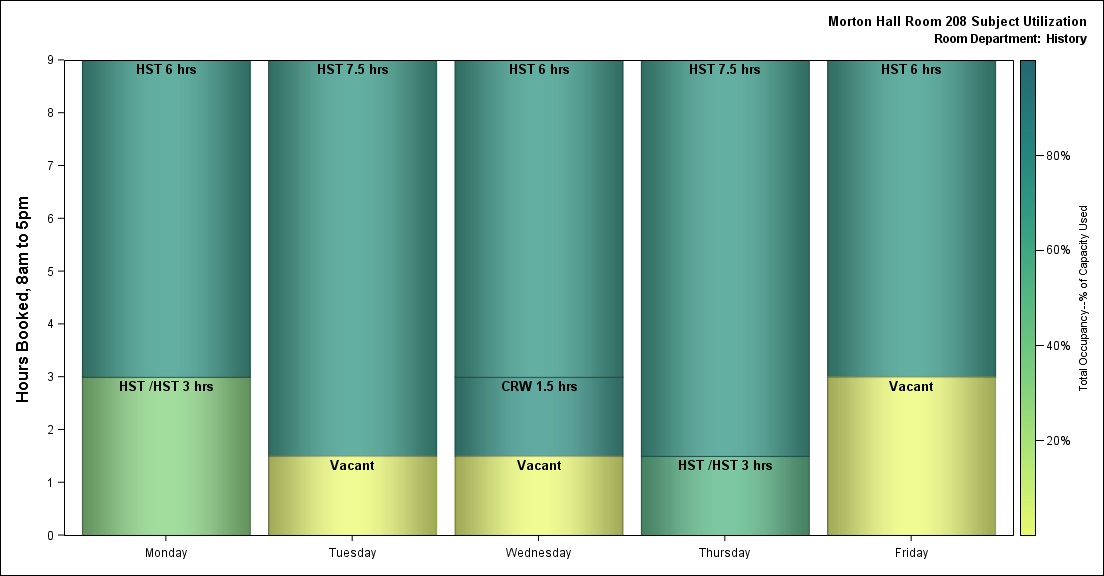 Morton Hall Room 208 Subject Utilization
Room Department: History
Hours Booked, 8am to 5pm
9
8
7
6
5
4
3
2
1
0
HST 6 hrs
HST /HST 3 hrs
Monday
HST 7.5 hrs
Vacant
Tuesday
HST 6 hrs
CRW 1.5 hrs
Vacant
Wednesday
HST 7.5 hrs
HST /HST 3 hrs
Thursday
HST 6 hrs
Vacant
Friday
80%
60%
40%
20%
Total Occupancy--% of Capacity Used